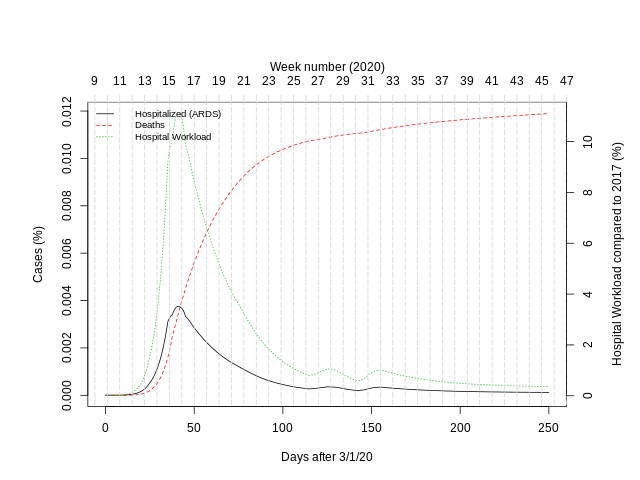 Week number (2020)
9 11 13 15 17 19 21 23 25 27 29 31 33 35 37 39 41 43 45 47
Hospitalized (ARDS)
Deaths
Hospital Workload
0.012
0.010
0.008
0.006
0.004
0.002
0.000
Cases (%)
10
8
6
4
2
0
Hospital Workload compared to 2017 (%)
0 50 100 150 200 250
Days after 3/1/20